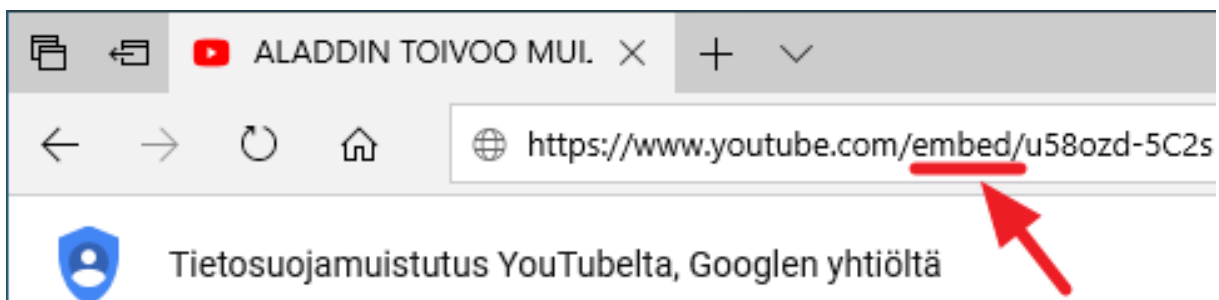 ALADDIN TOIVOO MUI.
https://www.youtube.com/embed/u58ozd-5C2s
Tietosuojamuistutus YouTubelta, Googlen yhtiöltä